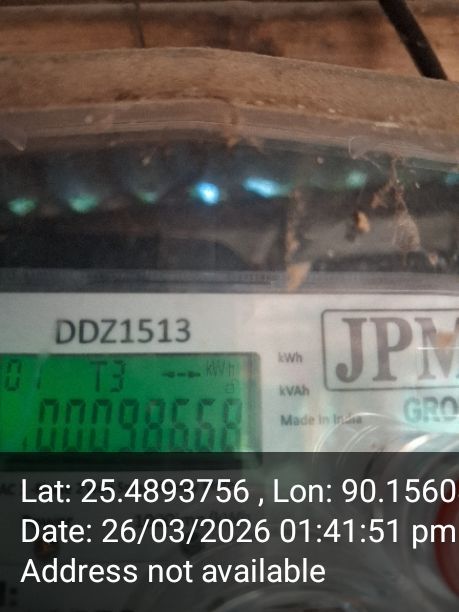 DDZ1513
01 T3 kWh
kWh
kVAh
Made in India
JPM
GRO
Lat: 25.4893756 , Lon: 90.1560
Date: 26/03/2026 01:41:51 pm
Address not available